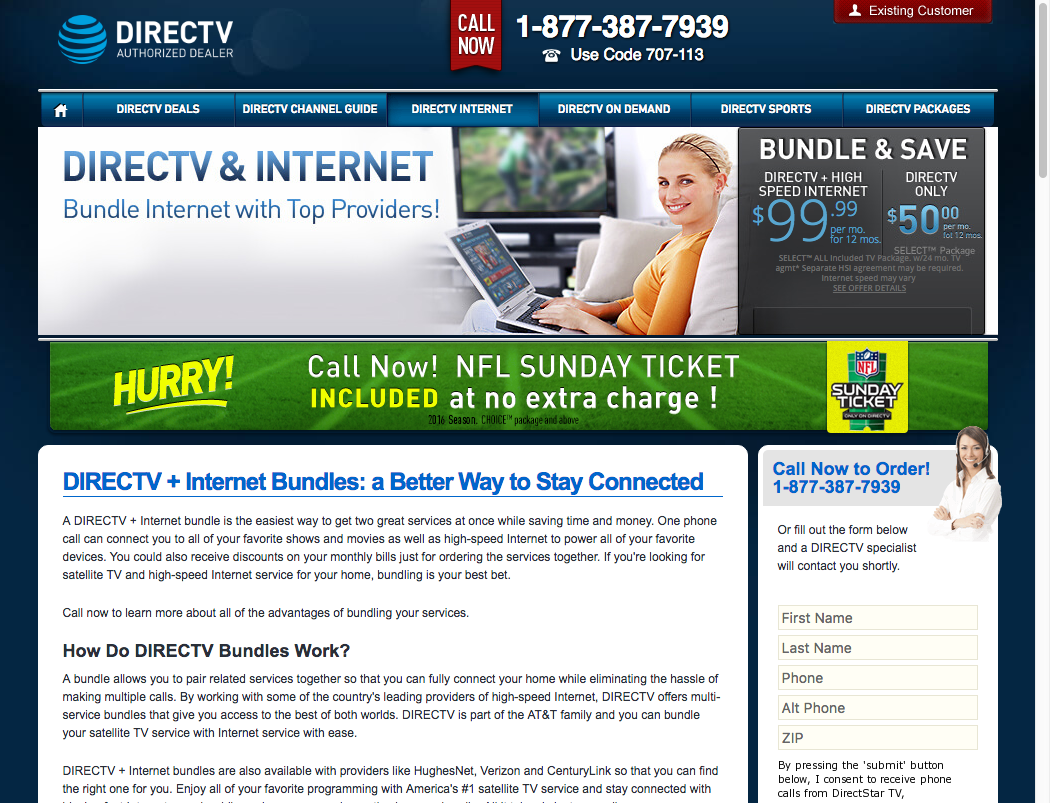 DIRECTV
AUTHORIZED DEALER
CALL
NOW
1-877-387-7939
Use Code 707-113
Existing Customer
DIRECTV DEALS
DIRECTV CHANNEL GUIDE
DIRECTV INTERNET
DIRECTV ON DEMAND
DIRECTV SPORTS
DIRECTV PACKAGES
DIRECTV & INTERNET
Bundle Internet with Top Providers!
BUNDLE & SAVE
DIRECTV + HIGH
SPEED INTERNET
$99.99
per mo.
for 12 mos.
DIRECTV
ONLY
$5000
per mo.
fot 12 mos.
SELECT™ Package
SELECT™ ALL Included TV Package. w/24 mo. TV
agmt* Separate HSI agreement may be required.
Internet speed may vary
SEE OFFER DETAILS
HURRY!
Call Now! NFL SUNDAY TICKET
INCLUDED at no extra charge !
2016 Season. CHOICE™ package and above
NFL
SUNDAY
TICKET
ONLY ON DIRECTV
DIRECTV + Internet Bundles: a Better Way to Stay Connected
A DIRECTV + Internet bundle is the easiest way to get two great services at once while saving time and money. One phone
call can connect you to all of your favorite shows and movies as well as high-speed Internet to power all of your favorite
devices. You could also receive discounts on your monthly bills just for ordering the services together. If you're looking for
satellite TV and high-speed Internet service for your home, bundling is your best bet.
Call now to learn more about all of the advantages of bundling your services.
How Do DIRECTV Bundles Work?
A bundle allows you to pair related services together so that you can fully connect your home while eliminating the hassle of
making multiple calls. By working with some of the country's leading providers of high-speed Internet, DIRECTV offers multi-
service bundles that give you access to the best of both worlds. DIRECTV is part of the AT&T family and you can bundle
your satellite TV service with Internet service with ease.
DIRECTV + Internet bundles are also available with providers like HughesNet, Verizon and CenturyLink so that you can find
the right one for you. Enjoy all of your favorite programming with America's #1 satellite TV service and stay connected with
Call Now to Order!
1-877-387-7939
Or fill out the form below
and a DIRECTV specialist
will contact you shortly.
First Name
Last Name
Phone
Alt Phone
ZIP
By pressing the 'submit' button
below, I consent to receive phone
calls from DirectStar TV,